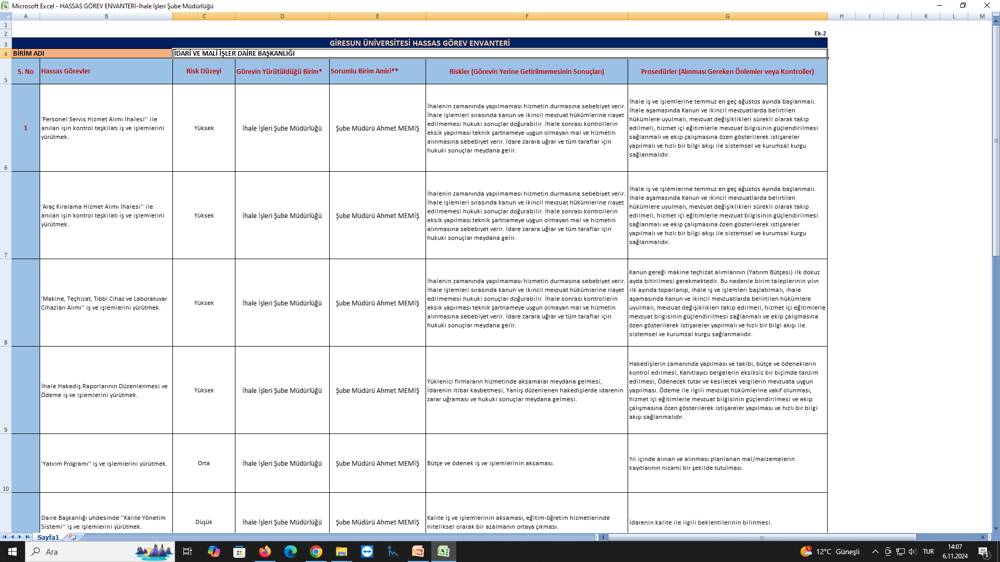 Microsoft Excel - HASSAS GÖREV ENVANTERİ-İhale İşleri Şube Müdürlüğü
A B C D E F G H I J K L M
1
2 Ek-2
3 GİRESUN ÜNİVERSİTESİ HASSAS GÖREV ENVANTERİ
4 BİRİM ADI İDARİ VE MALİ İŞLER DAİRE BAŞKANLIĞI
5 S. No Hassas Görevler Risk Düzeyi Görevin Yürütüldüğü Birim* Sorumlu Birim Amiri** Riskler (Görevin Yerine Getirilmemesinin Sonuçları) Prosedürler (Alınması Gereken Önlemler veya Kontroller)
6
1
'Personel Servis Hizmet Alımı İhalesi'' ile
anılan işin kontrol teşkilatı iş ve işlemlerini
yürütmek.
Yüksek
İhale İşleri Şube Müdürlüğü
Şube Müdürü Ahmet MEMİŞ
İhalenin zamanında yapılmaması hizmetin durmasına sebebiyet verir.
İhale işlemleri sırasında kanun ve ikincil mevzuat hükümlerine riayet
edilmemesi hukuki sonuçlar doğurabilir. İhale sonrası kontrollerin
eksik yapılması teknik şartnameye uygun olmayan mal ve hizmetin
alınmasına sebebiyet verir. İdare zarara uğrar ve tüm taraflar için
hukuki sonuçlar meydana gelir.
İhale iş ve işlemlerine temmuz en geç ağustos ayında başlanmalı.
İhale aşamasında Kanun ve ikincil mevzuatlarda belirtilen
hükümlere uyulmalı, mevzuat değişiklikleri sürekli olarak takip
edilmeli, hizmet içi eğitimlerle mevzuat bilgisinin güçlendirilmesi
sağlanmalı ve ekip çalışmasına özen gösterilerek istişareler
yapılmalı ve hızlı bir bilgi akışı ile sistemsel ve kurumsal kurgu
sağlanmalıdır.
7
'Araç Kiralama Hizmet Alımı İhalesi'' ile
anılan işin kontrol teşkilatı iş ve işlemlerini
yürütmek.
Yüksek
İhale İşleri Şube Müdürlüğü
Şube Müdürü Ahmet MEMİŞ
İhalenin zamanında yapılmaması hizmetin durmasına sebebiyet verir.
İhale işlemleri sırasında kanun ve ikincil mevzuat hükümlerine riayet
edilmemesi hukuki sonuçlar doğurabilir. İhale sonrası kontrollerin
eksik yapılması teknik şartnameye uygun olmayan mal ve hizmetin
alınmasına sebebiyet verir. İdare zarara uğrar ve tüm taraflar için
hukuki sonuçlar meydana gelir.
İhale iş ve işlemlerine temmuz en geç ağustos ayında başlanmalı.
İhale aşamasında Kanun ve ikincil mevzuatlarda belirtilen
hükümlere uyulmalı, mevzuat değişiklikleri sürekli olarak takip
edilmeli, hizmet içi eğitimlerle mevzuat bilgisinin güçlendirilmesi
sağlanmalı ve ekip çalışmasına özen gösterilerek istişareler
yapılmalı ve hızlı bir bilgi akışı ile sistemsel ve kurumsal kurgu
sağlanmalıdır.
8
'Makine, Teçhizat, Tıbbi Cihaz ve Laboratuvar
Cihazları Alımı'' iş ve işlemlerini yürütmek.
Yüksek
İhale İşleri Şube Müdürlüğü
Şube Müdürü Ahmet MEMİŞ
İhalenin zamanında yapılmaması hizmetin durmasına sebebiyet verir.
İhale işlemleri sırasında kanun ve ikincil mevzuat hükümlerine riayet
edilmemesi hukuki sonuçlar doğurabilir. İhale sonrası kontrollerin
eksik yapılması teknik şartnameye uygun olmayan mal ve hizmetin
alınmasına sebebiyet verir. İdare zarara uğrar ve tüm taraflar için
hukuki sonuçlar meydana gelir.
Kanun gereği makine teçhizat alımlarının (Yatırım Bütçesi) ilk dokuz
ayda bitirilmesi gerekmektedir. Bu nedenle birim taleplerinin yılın
ilk ayında toparlanıp, ihale iş ve işlemleri başlatılmalı, ihale
aşamasında Kanun ve ikincil mevzuatlarda belirtilen hükümlere
uyulmalı, mevzuat değişiklikleri takip edilmeli, hizmet içi eğitimlerle
mevzuat bilgisinin güçlendirilmesi sağlanmalı ve ekip çalışmasına
özen gösterilerek istişareler yapılmalı ve hızlı bir bilgi akışı ile
sistemsel ve kurumsal kurgu sağlanmalıdır.
9
İhale Hakediş Raporlarının Düzenlenmesi ve
Ödeme iş ve işlemlerini yürütmek.
Yüksek
İhale İşleri Şube Müdürlüğü
Şube Müdürü Ahmet MEMİŞ
Yüklenici firmaların hizmetinde aksamalar meydana gelmesi,
İdarenin itibar kaybetmesi, Yanlış düzenlenen hakedişlerde idarenin
zarar uğraması ve hukuki sonuçlar meydana gelmesi.
Hakedişlerin zamanında yapılması ve takibi, bütçe ve ödeneklerin
kontrol edilmesi, Kanıtlayıcı belgelerin eksiksiz bir biçimde tanzim
edilmesi, Ödenecek tutar ve kesilecek vergilerin mevzuata uygun
yapılması. Ödeme ile ilgili mevzuat hükümlerine vakıf olunması,
hizmet içi eğitimlerle mevzuat bilgisinin güçlendirilmesi ve ekip
çalışmasına özen gösterilerek istişareler yapılması ve hızlı bir bilgi
akışı sağlanmalıdır.
10
'Yatırım Programı'' iş ve işlemlerini yürütmek.
Orta
İhale İşleri Şube Müdürlüğü
Şube Müdürü Ahmet MEMİŞ
Bütçe ve ödenek iş ve işlemlerinin aksaması.
Yıl içinde alınan ve alınması planlanan mal/malzemelerin
kayıtlarının nizami bir şekilde tutulması.
Daire Başkanlığı uhdesinde ''Kalite Yönetim
Sistemi'' iş ve işlemlerini yürütmek.
Düşük
İhale İşleri Şube Müdürlüğü
Şube Müdürü Ahmet MEMİŞ
Kalite iş ve işlemlerinin aksaması, eğitim-öğretim hizmetlerinde
niteliksel olarak bir azalmanın ortaya çıkması.
İdarenin kalite ile ilgili beklentilerinin bilinmesi.
Sayfa1
Ara
12°C Güneşli
TUR
14:07
6.11.2024
1